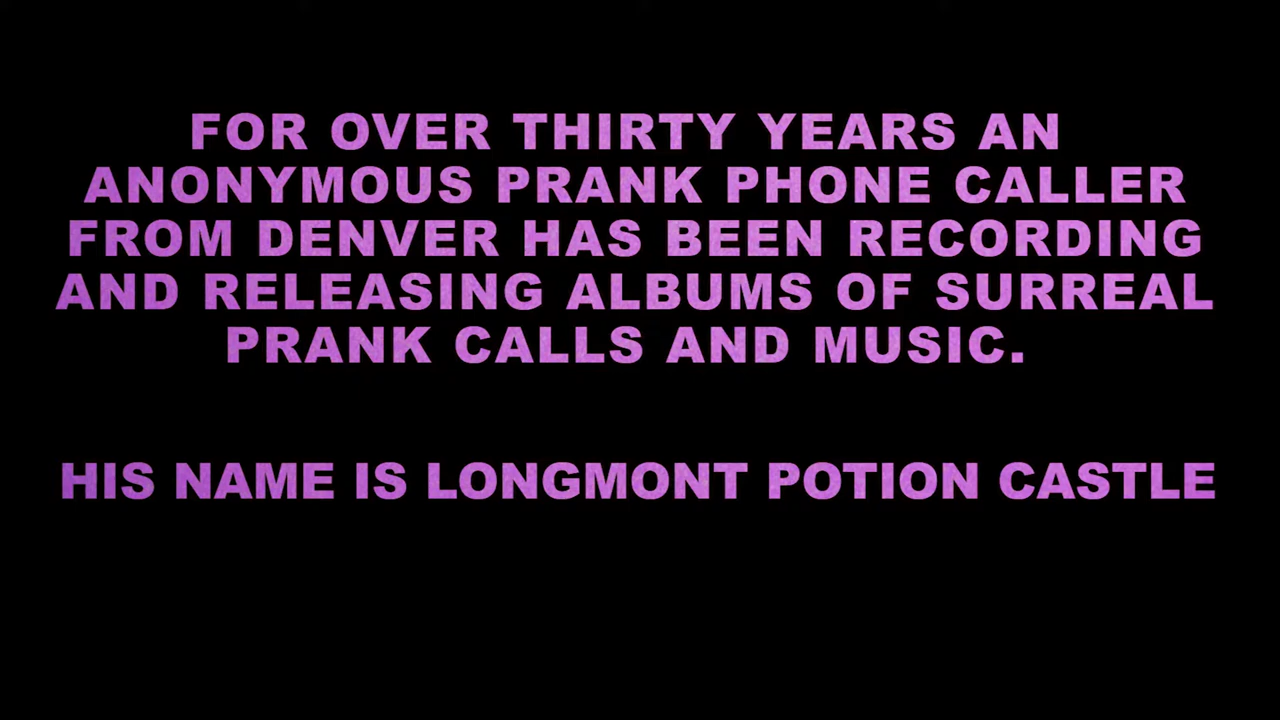 FOR OVER THIRTY YEARS AN
ANONYMOUS PRANK PHONE CALLER
FROM DENVER HAS BEEN RECORDING
AND RELEASING ALBUMS OF SURREAL
PRANK CALLS AND MUSIC.
HIS NAME IS LONGMONT POTION CASTLE